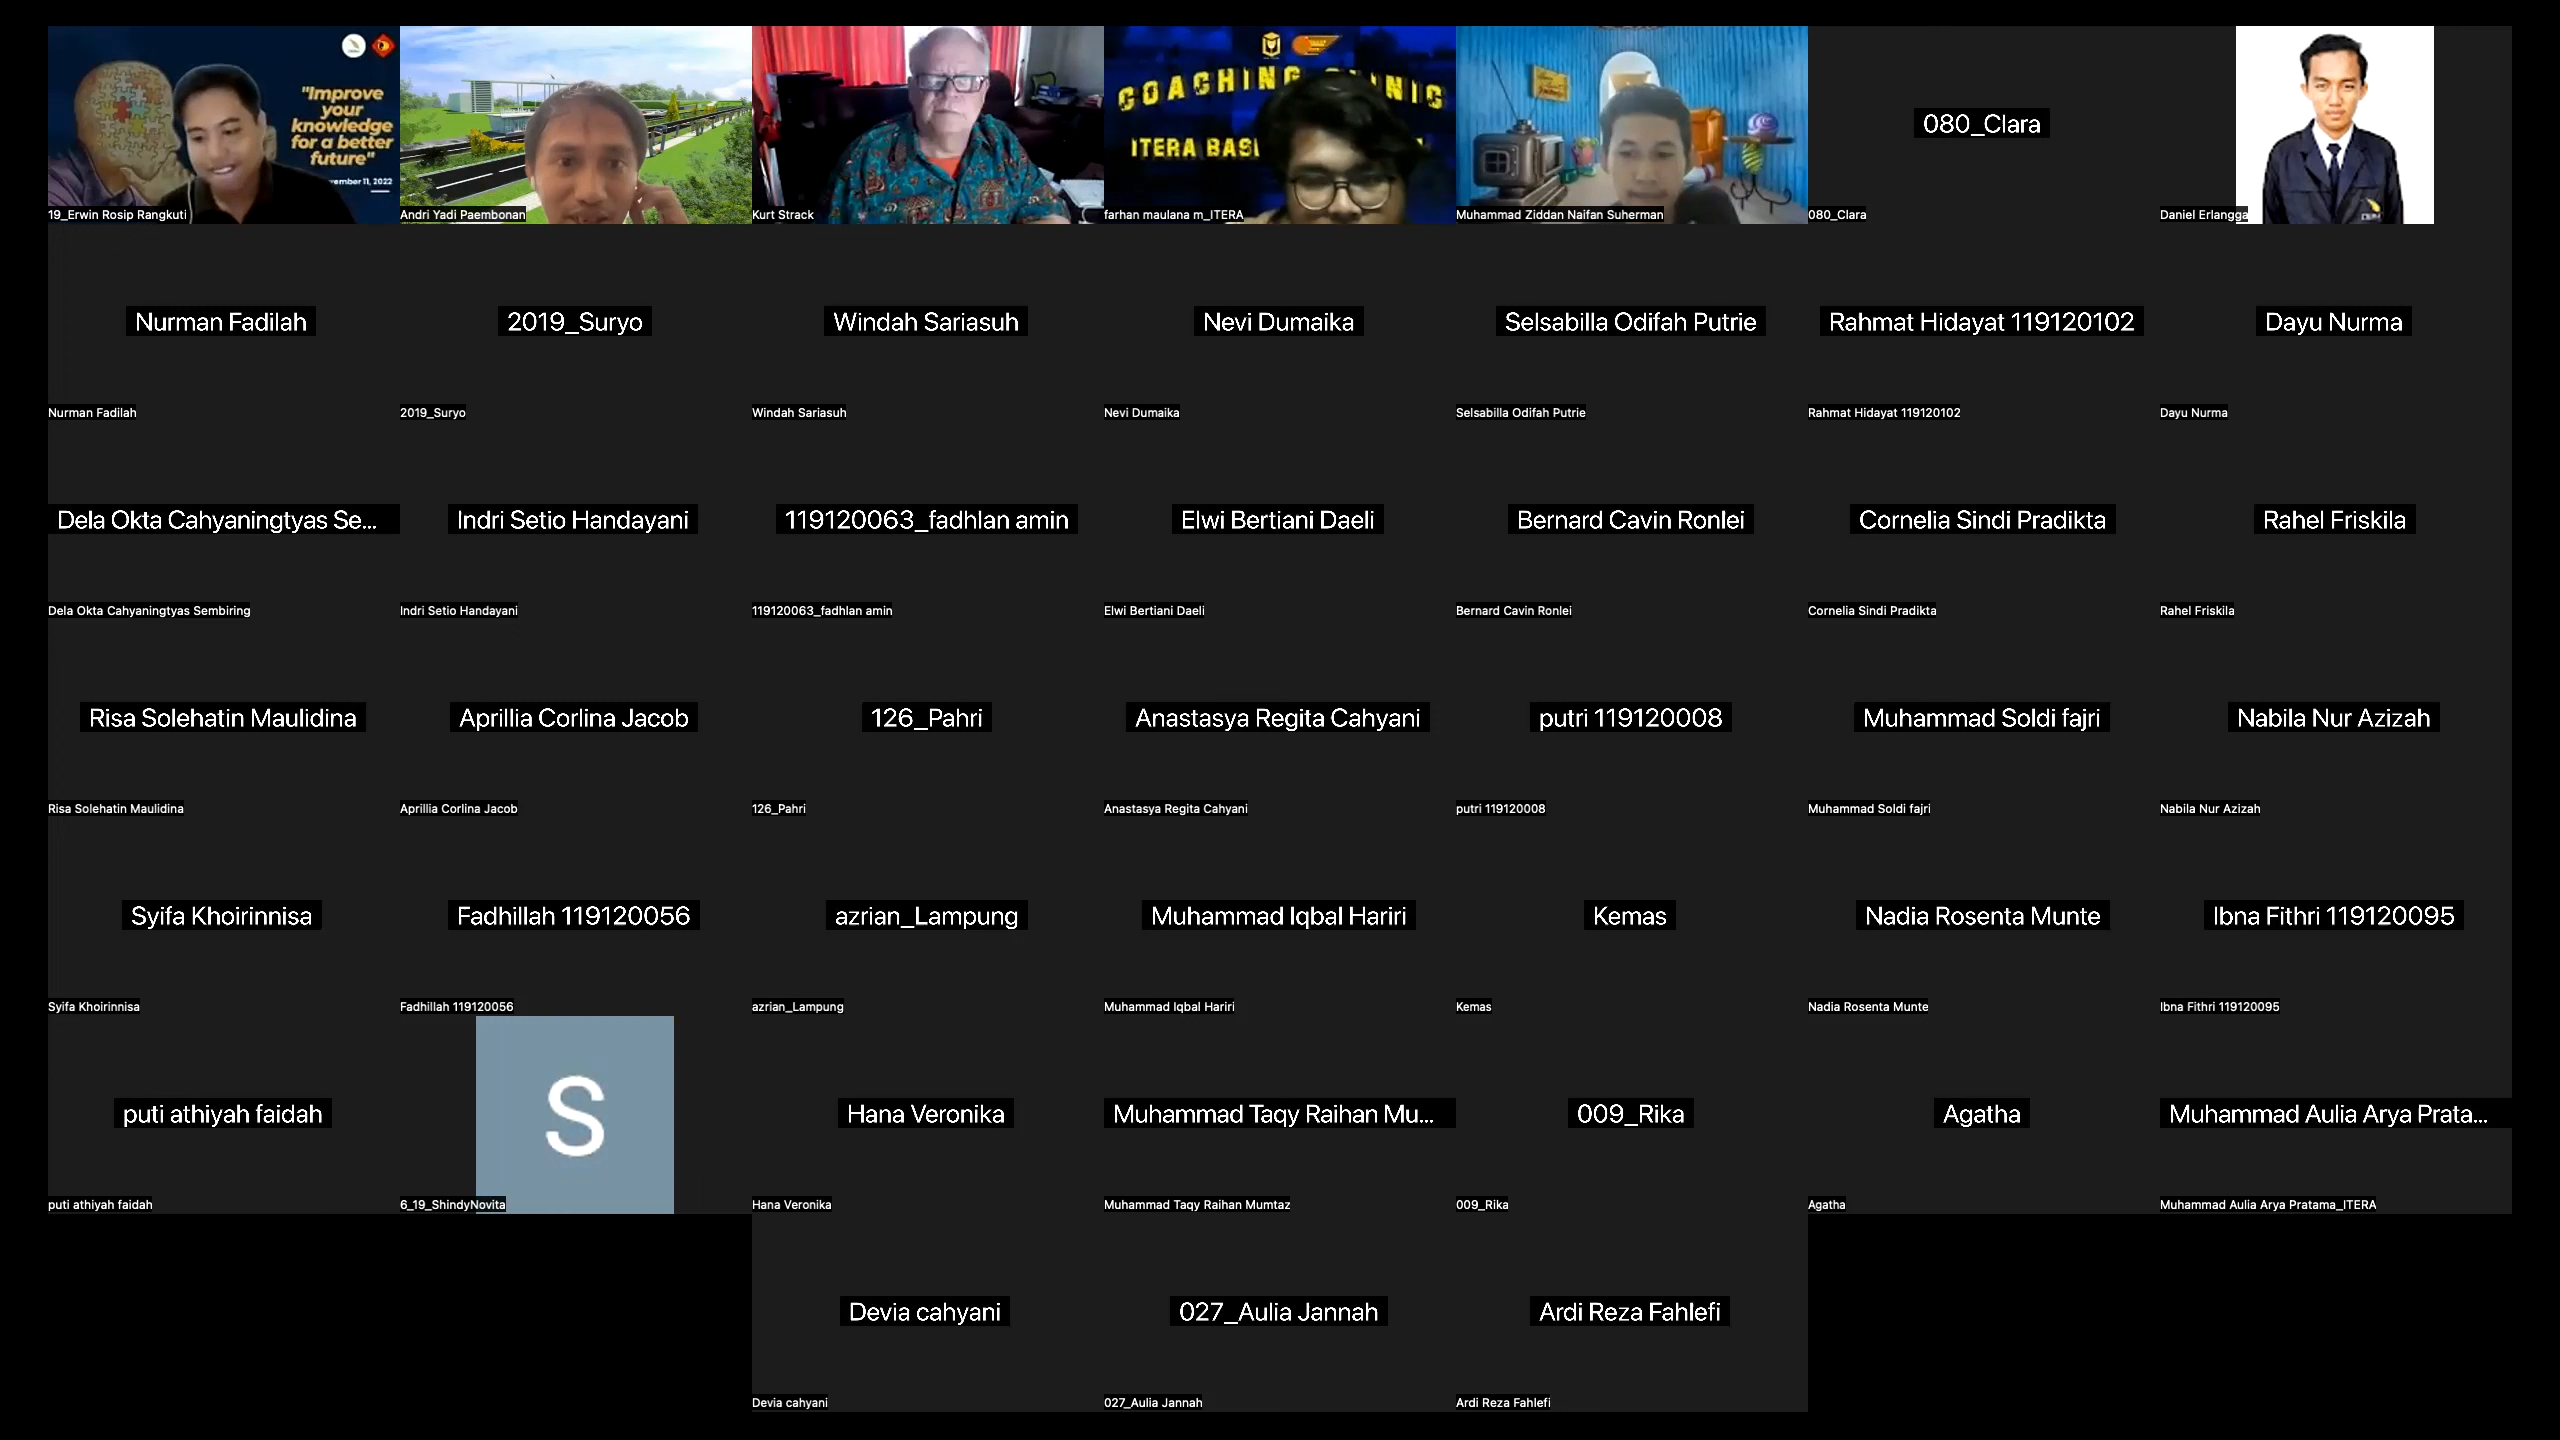 "Improve
your
knowledge
for a better
future"
vember 11, 2022
19_Erwin Rosip Rangkuti
Andri Yadi Paembonan
Kurt Strack
COACHING CLINIC
ITERA BASI
farhan maulana m_ITERA
Muhammad Ziddan Naifan Suherman
080_Clara
080_Clara
Daniel Erlangga
Nurman Fadilah
Nurman Fadilah
2019_Suryo
2019_Suryo
Windah Sariasuh
Windah Sariasuh
Nevi Dumaika
Nevi Dumaika
Selsabilla Odifah Putrie
Selsabilla Odifah Putrie
Rahmat Hidayat 119120102
Rahmat Hidayat 119120102
Dayu Nurma
Dayu Nurma
Dela Okta Cahyaningtyas Se...
Dela Okta Cahyaningtyas Sembiring
Indri Setio Handayani
Indri Setio Handayani
119120063_fadhlan amin
119120063_fadhlan amin
Elwi Bertiani Daeli
Elwi Bertiani Daeli
Bernard Cavin Ronlei
Bernard Cavin Ronlei
Cornelia Sindi Pradikta
Cornelia Sindi Pradikta
Rahel Friskila
Rahel Friskila
Risa Solehatin Maulidina
Risa Solehatin Maulidina
Aprillia Corlina Jacob
Aprillia Corlina Jacob
126_Pahri
126_Pahri
Anastasya Regita Cahyani
Anastasya Regita Cahyani
putri 119120008
putri 119120008
Muhammad Soldi fajri
Muhammad Soldi fajri
Nabila Nur Azizah
Nabila Nur Azizah
Syifa Khoirinnisa
Syifa Khoirinnisa
Fadhillah 119120056
Fadhillah 119120056
azrian_Lampung
azrian_Lampung
Muhammad Iqbal Hariri
Muhammad Iqbal Hariri
Kemas
Kemas
Nadia Rosenta Munte
Nadia Rosenta Munte
Ibna Fithri 119120095
Ibna Fithri 119120095
puti athiyah faidah
puti athiyah faidah
S
6_19_ShindyNovita
Hana Veronika
Hana Veronika
Muhammad Taqy Raihan Mu...
Muhammad Taqy Raihan Mumtaz
009_Rika
009_Rika
Agatha
Agatha
Muhammad Aulia Arya Prata...
Muhammad Aulia Arya Pratama_ITERA
Devia cahyani
Devia cahyani
027_Aulia Jannah
027_Aulia Jannah
Ardi Reza Fahlefi
Ardi Reza Fahlefi